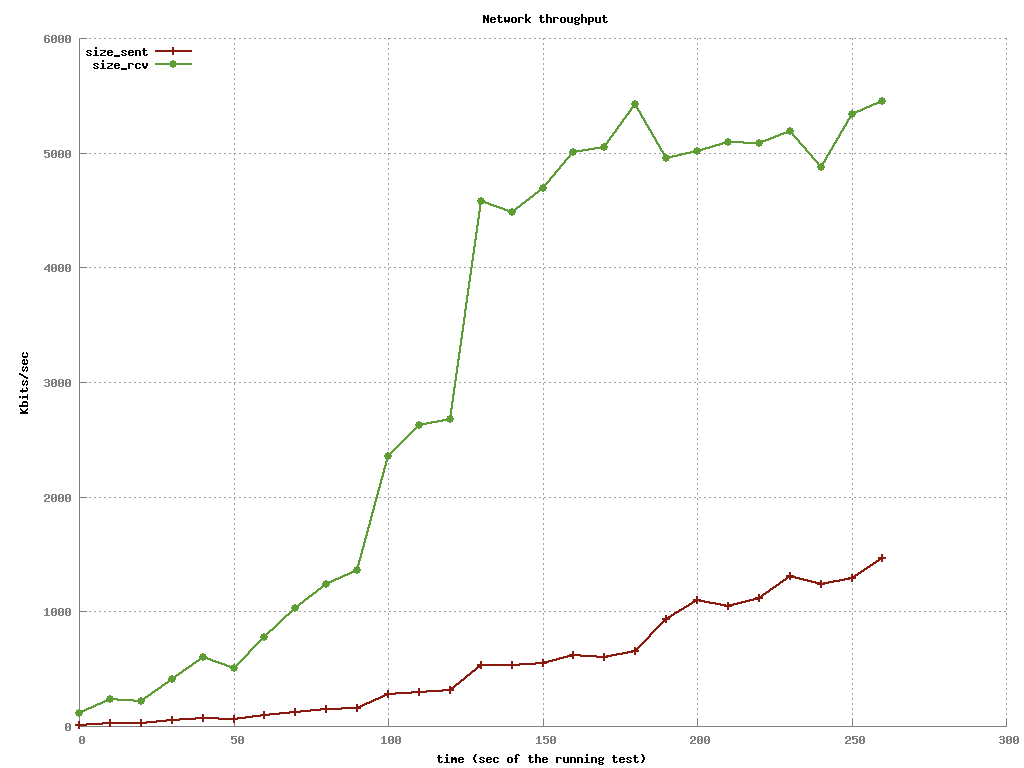 Network throughput
6000
size_sent
size_rcv
5000
4000
3000
Kbits/sec
2000
1000
0
0 50 100 150 200 250 300
time (sec of the running test)